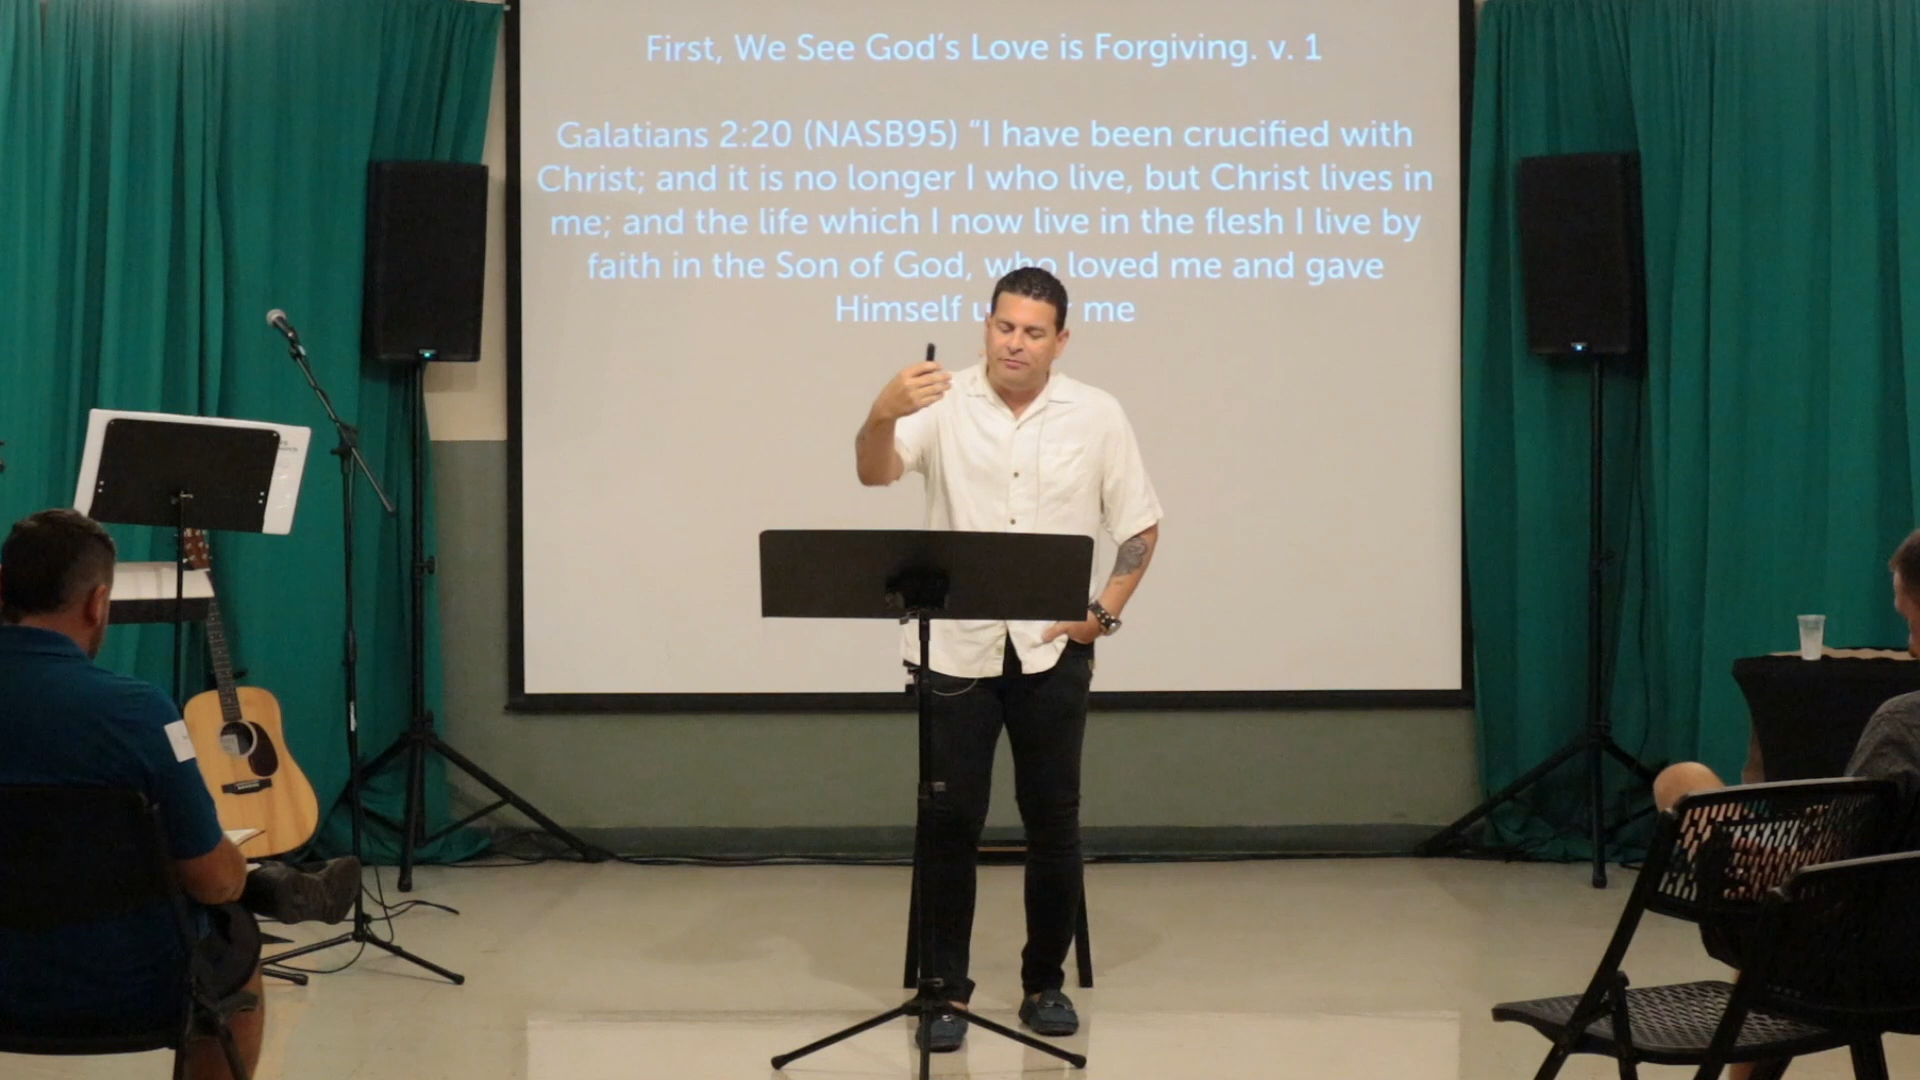 First, We See God's Love is Forgiving. v. 1
Galatians 2:20 (NASB95) “I have been crucified with
Christ; and it is no longer I who live, but Christ lives in
me; and the life which I now live in the flesh I live by
faith in the Son of God, who loved me and gave
Himself me